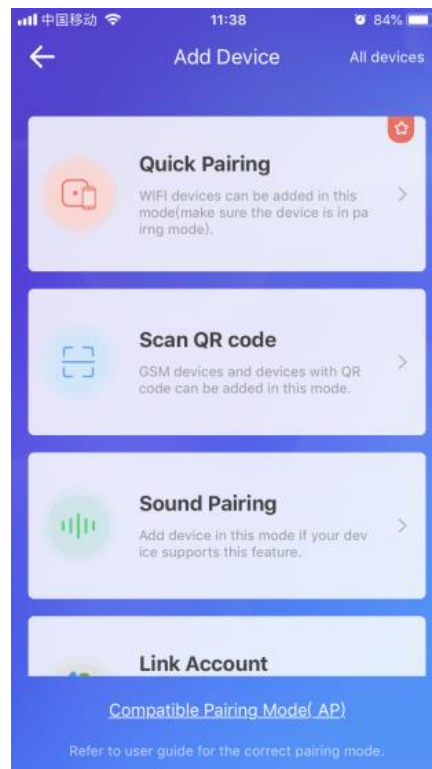 中国移动 11:38 84%
Add Device All devices
Quick Pairing
WIFI devices can be added in this
mode(make sure the device is in pa
irng mode).
Scan QR code
GSM devices and devices with QR
code can be added in this mode.
Sound Pairing
Add device in this mode if your dev
ice supports this feature.
Link Account
Compatible Pairing Mode( AP)
Refer to user guide for the correct pairing mode.